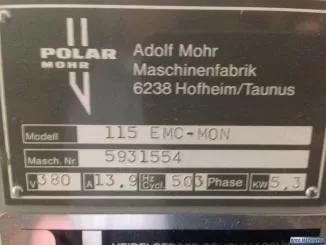 POLAR
MOHR
Adolf Mohr
Maschinenfabrik
6238 Hofheim/Taunus
Modell 115 EMC-MON
Masch. Nr. 5931554
V 380 A 13,9 Hz Cycl. 50 3 Phase KW 5,3